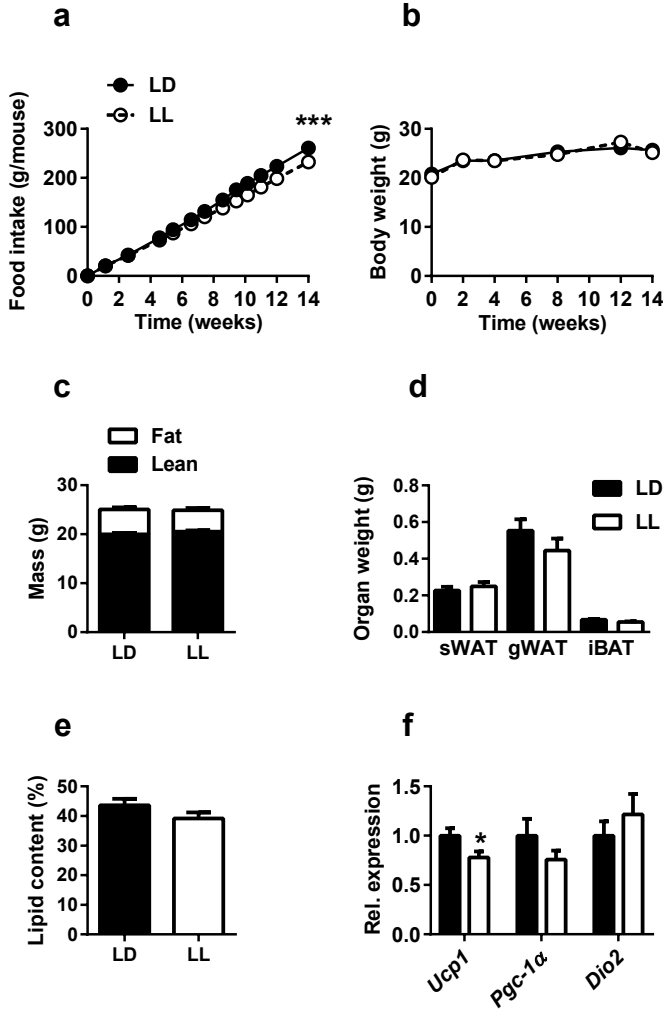 a
LD
LL
***
Food intake (g/mouse)
300
200
100
0
0 2 4 6 8 10 12 14
Time (weeks)
b
Body weight (g)
30
20
10
0
0 2 4 6 8 10 12 14
Time (weeks)
c
Fat
Lean
Mass (g)
30
20
10
0
LD LL
d
LD
LL
Organ weight (g)
0.8
0.6
0.4
0.2
0.0
sWAT gWAT iBAT
e
Lipid content (%)
50
40
30
20
10
0
LD LL
f
Rel. expression
1.5
1.0
0.5
0.0
*
Ucp1 Pgc-1α Dio2